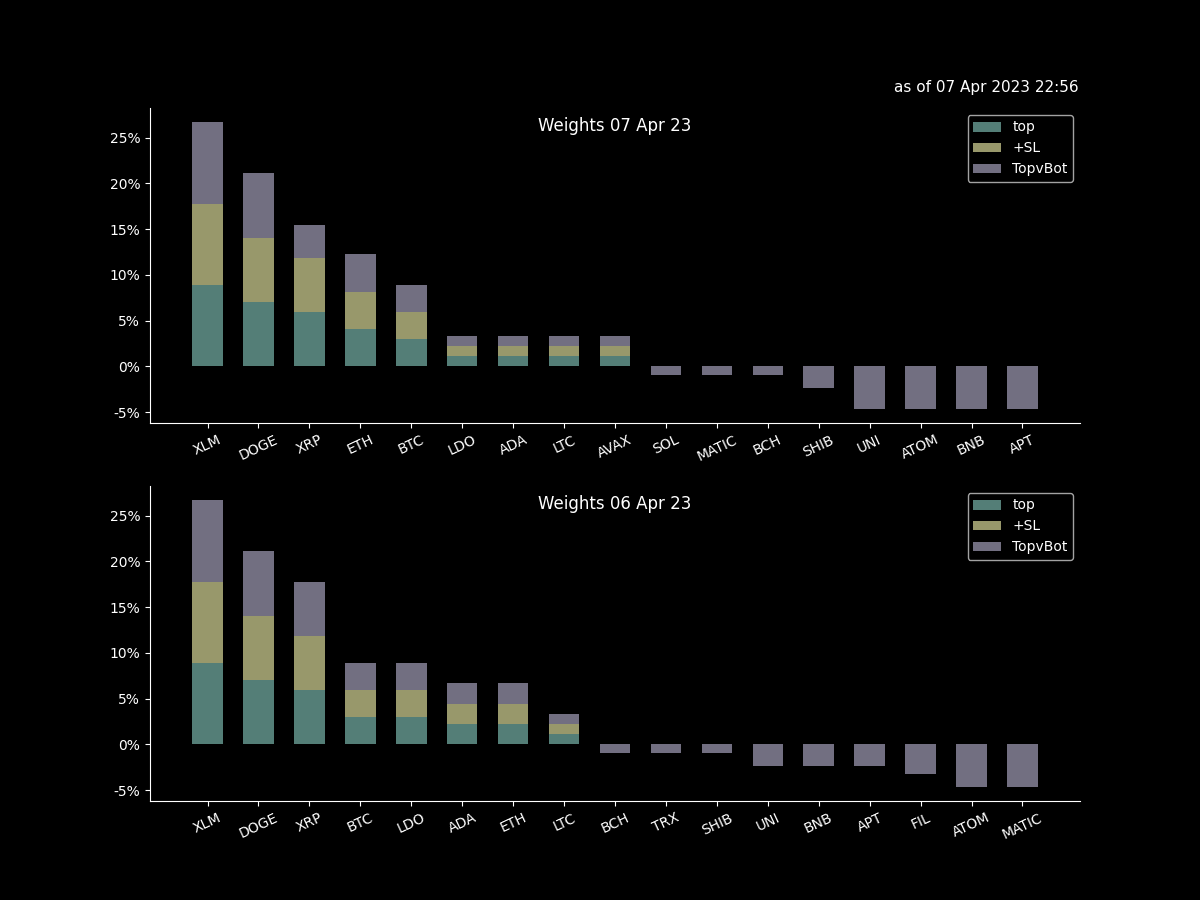 as of 07 Apr 2023 22:56
Weights 07 Apr 23
top
+SL
TopvBot
25%
20%
15%
10%
5%
0%
-5%
XLM DOGE XRP ETH BTC LDO ADA LTC AVAX SOL MATIC BCH SHIB UNI ATOM BNB APT
Weights 06 Apr 23
top
+SL
TopvBot
25%
20%
15%
10%
5%
0%
-5%
XLM DOGE XRP BTC LDO ADA ETH LTC BCH TRX SHIB UNI BNB APT FIL ATOM MATIC